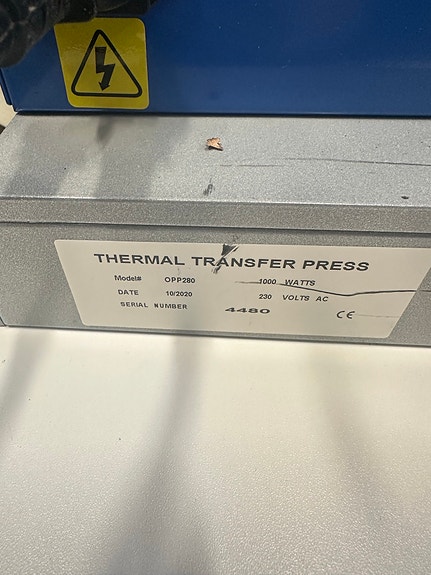 THERMAL TRANSFER PRESS
Model# OPP280 1000 WATTS
DATE 10/2020 230 VOLTS AC
SERIAL NUMBER 4480 CE